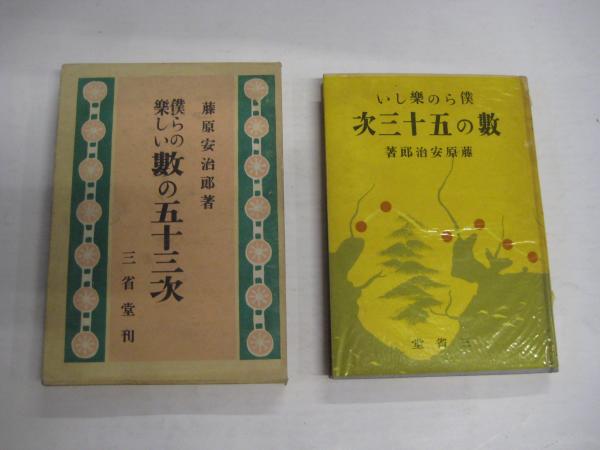 藤原安治郎著
僕らの
楽しい
數の五十三次
三省堂刊
いし樂の僕ら
次三十五の數
著郎治安原藤
堂省三